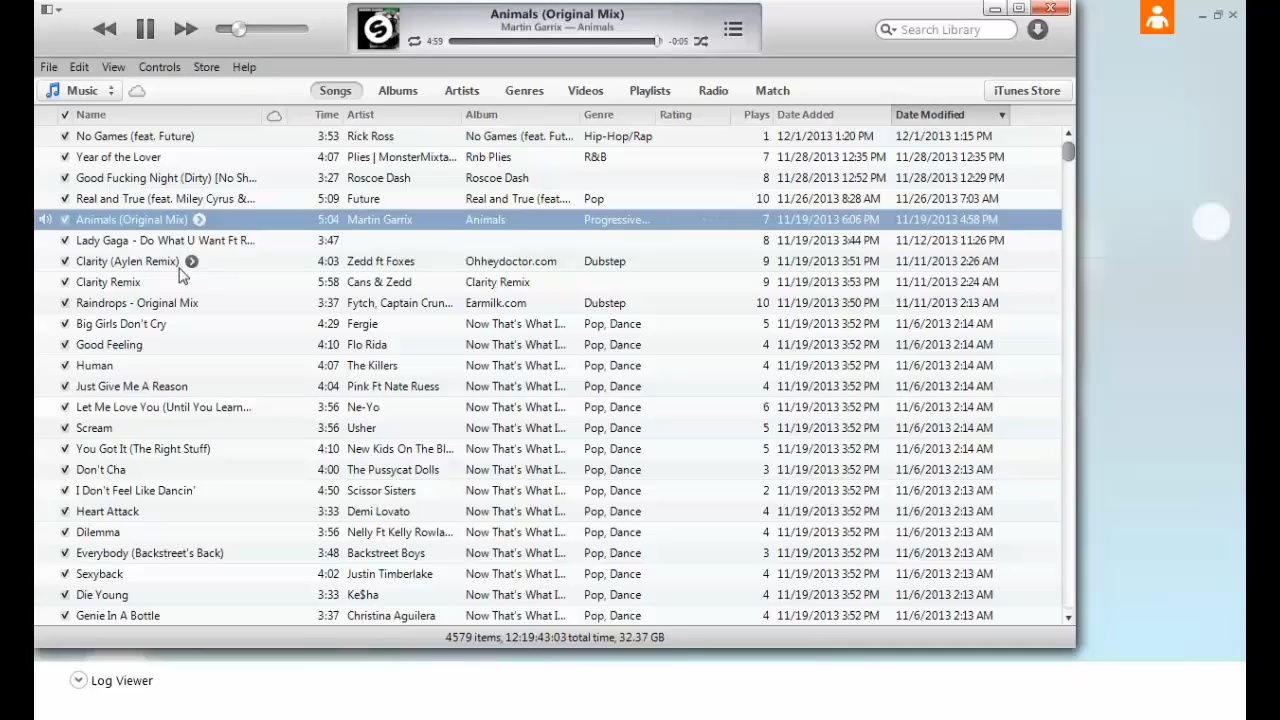 Animals (Original Mix)
Martin Garrix — Animals
4:59 -0:05
Search Library
File Edit View Controls Store Help
Music Songs Albums Artists Genres Videos Playlists Radio Match iTunes Store
Name Time Artist Album Genre Rating Plays Date Added Date Modified
No Games (feat. Future) 3:53 Rick Ross No Games (feat. Fut... Hip-Hop/Rap 1 12/1/2013 1:20 PM 12/1/2013 1:15 PM
Year of the Lover 4:07 Plies | MonsterMixta... Rnb Plies R&B 7 11/28/2013 12:35 PM 11/28/2013 12:35 PM
Good Fucking Night (Dirty) [No Sh... 3:27 Roscoe Dash Roscoe Dash 8 11/28/2013 12:52 PM 11/28/2013 12:29 PM
Real and True (feat. Miley Cyrus &... 5:09 Future Real and True (feat.... Pop 10 11/26/2013 8:28 AM 11/26/2013 7:03 AM
Animals (Original Mix) 5:04 Martin Garrix Animals Progressive... 7 11/19/2013 6:06 PM 11/19/2013 4:58 PM
Lady Gaga - Do What U Want Ft R... 3:47 8 11/19/2013 3:44 PM 11/12/2013 11:26 PM
Clarity (Aylen Remix) 4:03 Zedd ft Foxes Ohheydoctor.com Dubstep 9 11/19/2013 3:51 PM 11/11/2013 2:26 AM
Clarity Remix 5:58 Cans & Zedd Clarity Remix 9 11/19/2013 3:53 PM 11/11/2013 2:24 AM
Raindrops - Original Mix 3:37 Fytch, Captain Crun... Earmilk.com Dubstep 10 11/19/2013 3:50 PM 11/11/2013 2:13 AM
Big Girls Don't Cry 4:29 Fergie Now That's What I... Pop, Dance 5 11/19/2013 3:52 PM 11/6/2013 2:14 AM
Good Feeling 4:10 Flo Rida Now That's What I... Pop, Dance 4 11/19/2013 3:52 PM 11/6/2013 2:14 AM
Human 4:07 The Killers Now That's What I... Pop, Dance 4 11/19/2013 3:52 PM 11/6/2013 2:14 AM
Just Give Me A Reason 4:04 Pink Ft Nate Ruess Now That's What I... Pop, Dance 4 11/19/2013 3:52 PM 11/6/2013 2:14 AM
Let Me Love You (Until You Learn... 3:56 Ne-Yo Now That's What I... Pop, Dance 6 11/19/2013 3:52 PM 11/6/2013 2:14 AM
Scream 3:56 Usher Now That's What I... Pop, Dance 5 11/19/2013 3:52 PM 11/6/2013 2:14 AM
You Got It (The Right Stuff) 4:10 New Kids On The Bl... Now That's What I... Pop, Dance 5 11/19/2013 3:52 PM 11/6/2013 2:14 AM
Don't Cha 4:00 The Pussycat Dolls Now That's What I... Pop, Dance 3 11/19/2013 3:52 PM 11/6/2013 2:13 AM
I Don't Feel Like Dancin' 4:50 Scissor Sisters Now That's What I... Pop, Dance 2 11/19/2013 3:52 PM 11/6/2013 2:13 AM
Heart Attack 3:33 Demi Lovato Now That's What I... Pop, Dance 4 11/19/2013 3:52 PM 11/6/2013 2:13 AM
Dilemma 3:56 Nelly Ft Kelly Rowla... Now That's What I... Pop, Dance 4 11/19/2013 3:52 PM 11/6/2013 2:13 AM
Everybody (Backstreet's Back) 3:48 Backstreet Boys Now That's What I... Pop, Dance 3 11/19/2013 3:52 PM 11/6/2013 2:13 AM
Sexyback 4:02 Justin Timberlake Now That's What I... Pop, Dance 4 11/19/2013 3:52 PM 11/6/2013 2:13 AM
Die Young 3:33 Ke$ha Now That's What I... Pop, Dance 4 11/19/2013 3:52 PM 11/6/2013 2:13 AM
Genie In A Bottle 3:37 Christina Aguilera Now That's What I... Pop, Dance 4 11/19/2013 3:52 PM 11/6/2013 2:13 AM
4579 items, 12:19:43:03 total time, 32.37 GB
Log Viewer